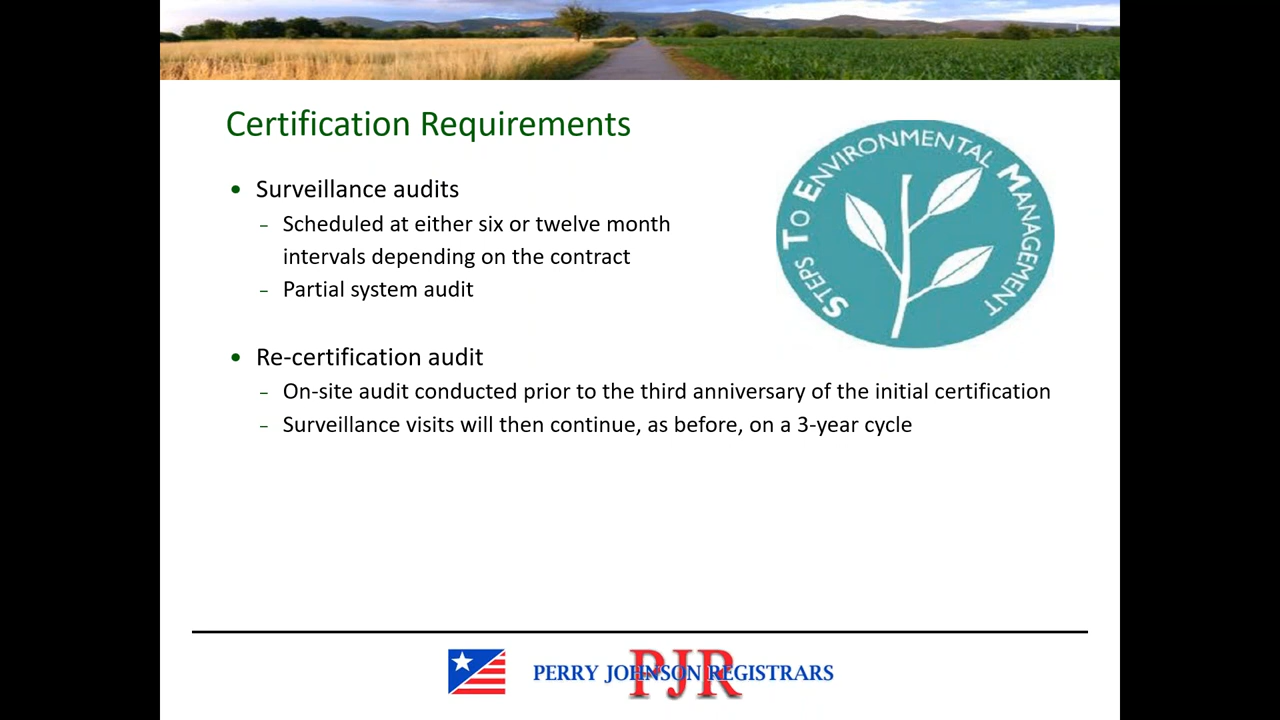 Certification Requirements
• Surveillance audits
– Scheduled at either six or twelve month
intervals depending on the contract
– Partial system audit
STEPS TO ENVIRONMENTAL MANAGEMENT
• Re-certification audit
– On-site audit conducted prior to the third anniversary of the initial certification
– Surveillance visits will then continue, as before, on a 3-year cycle
PJR
PERRY JOHNSON REGISTRARS